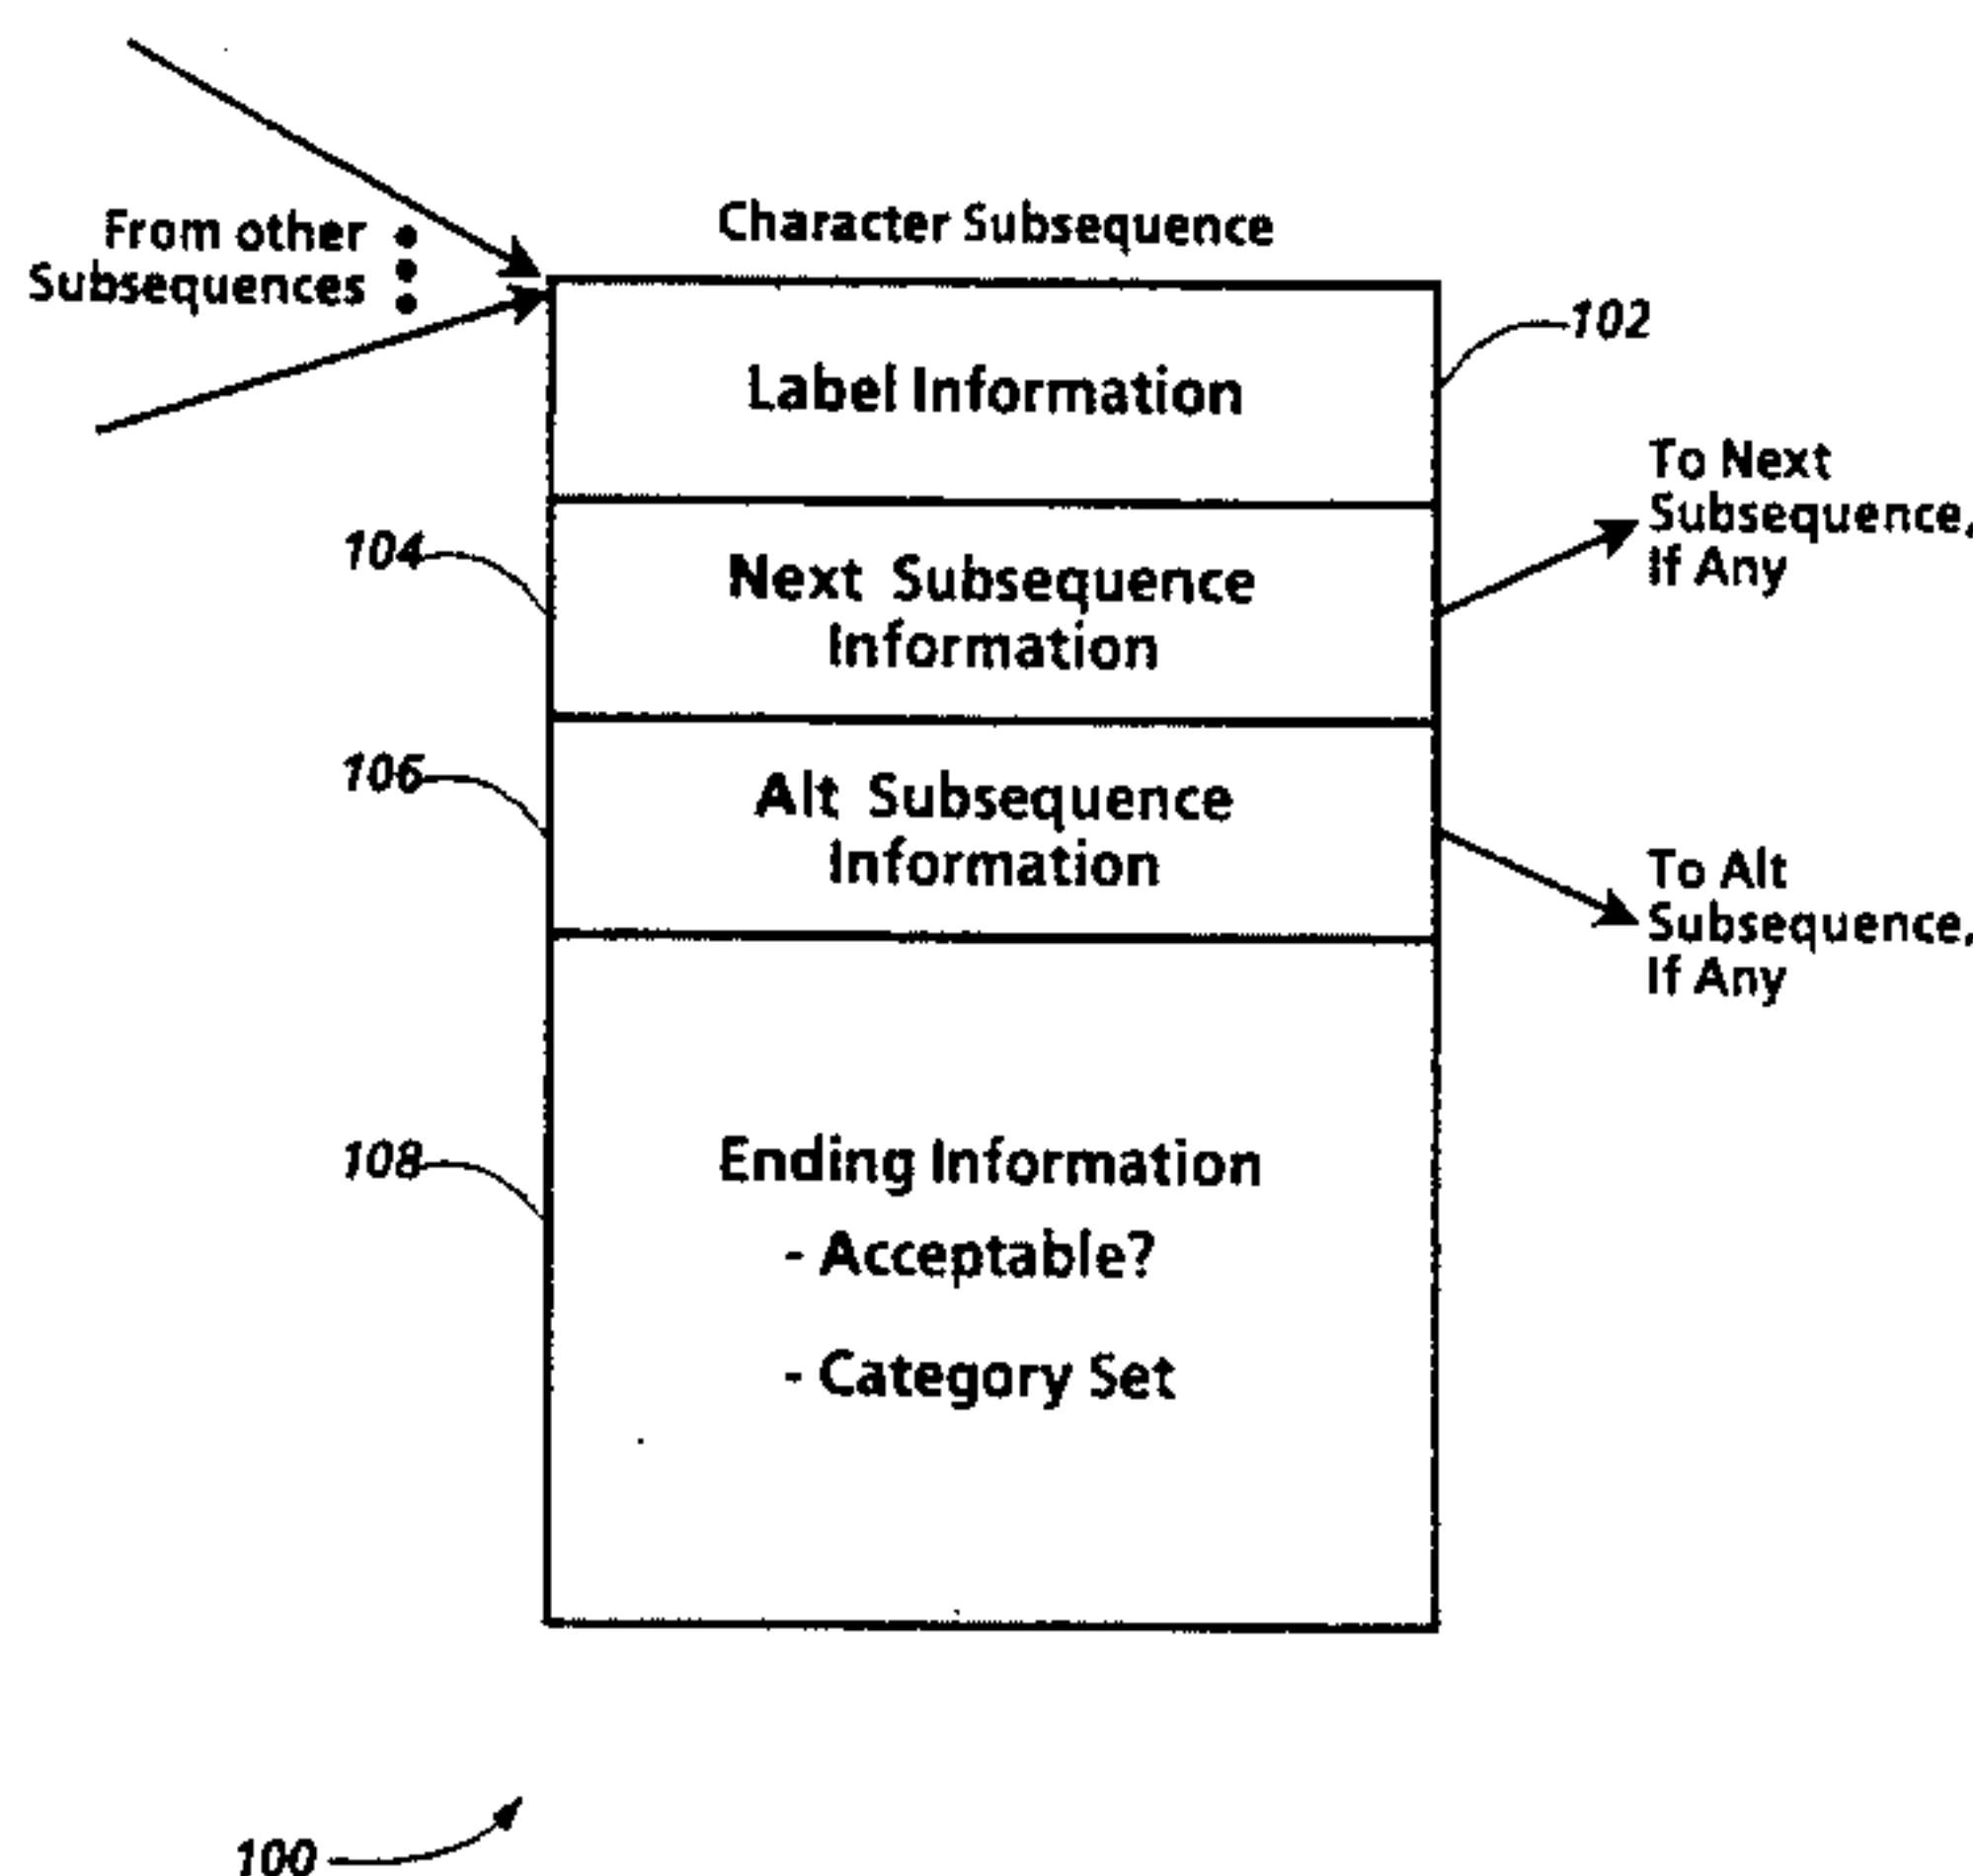 Character Subsequence
From other
Subsequences
102
Label Information
To Next
Subsequence,
If Any
104
Next Subsequence
Information
106
Alt Subsequence
Information
To Alt
Subsequence,
If Any
108
Ending Information
- Acceptable?
- Category Set
100